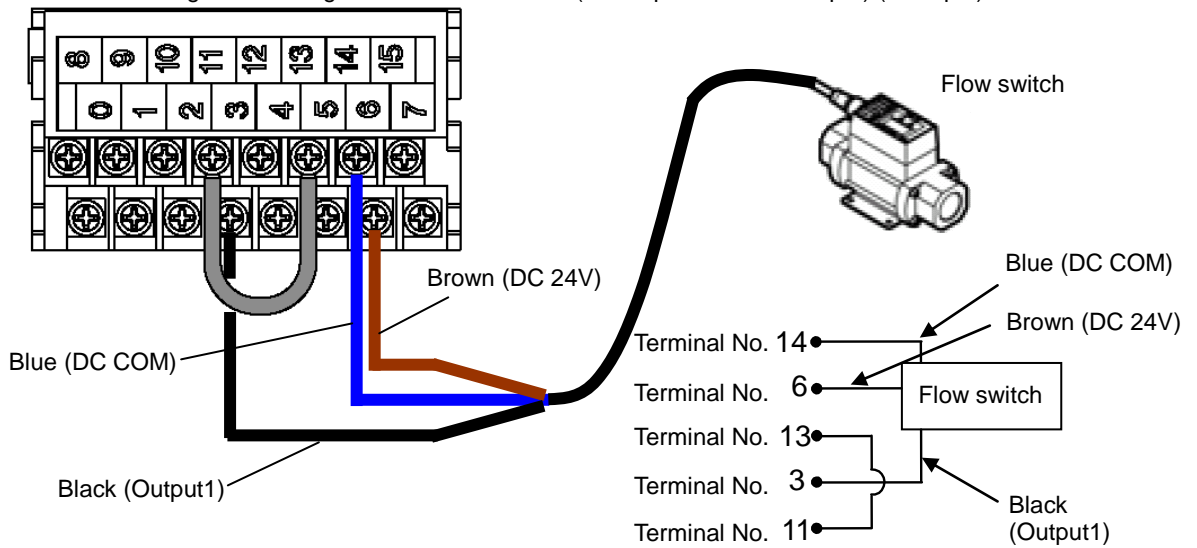 8 9 10 11 12 13 14 15
0 1 2 3 4 5 6 7
Flow switch
Brown (DC 24V)
Blue (DC COM)
Black (Output1)
Blue (DC COM)
Brown (DC 24V)
Terminal No. 14
Terminal No. 6
Flow switch
Terminal No. 13
Terminal No. 3
Terminal No. 11
Black
(Output1)